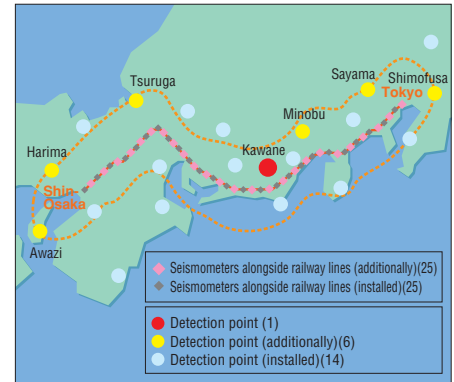 Sayama
Shimofusa
Tokyo
Tsuruga
Minobu
Kawane
Harima
Shin-
Osaka
Awazi
Seismometers alongside railway lines (additionally)(25)
Seismometers alongside railway lines (installed)(25)
Detection point (1)
Detection point (additionally)(6)
Detection point (installed)(14)